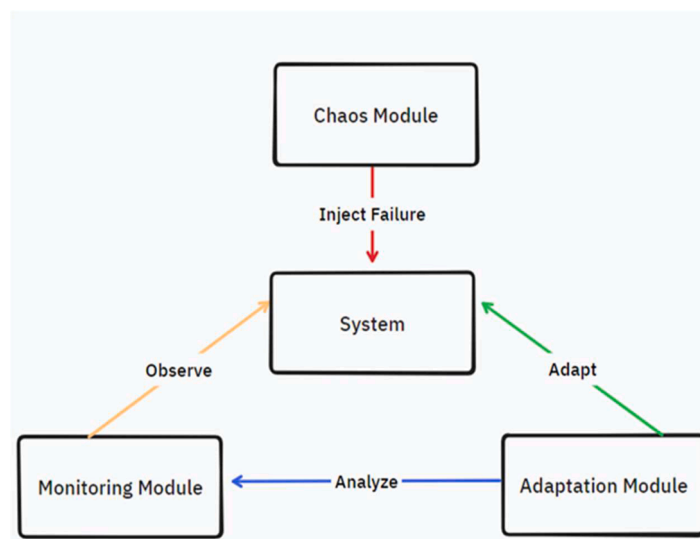 Chaos Module
Inject Failure
System
Observe
Adapt
Monitoring Module
Analyze
Adaptation Module